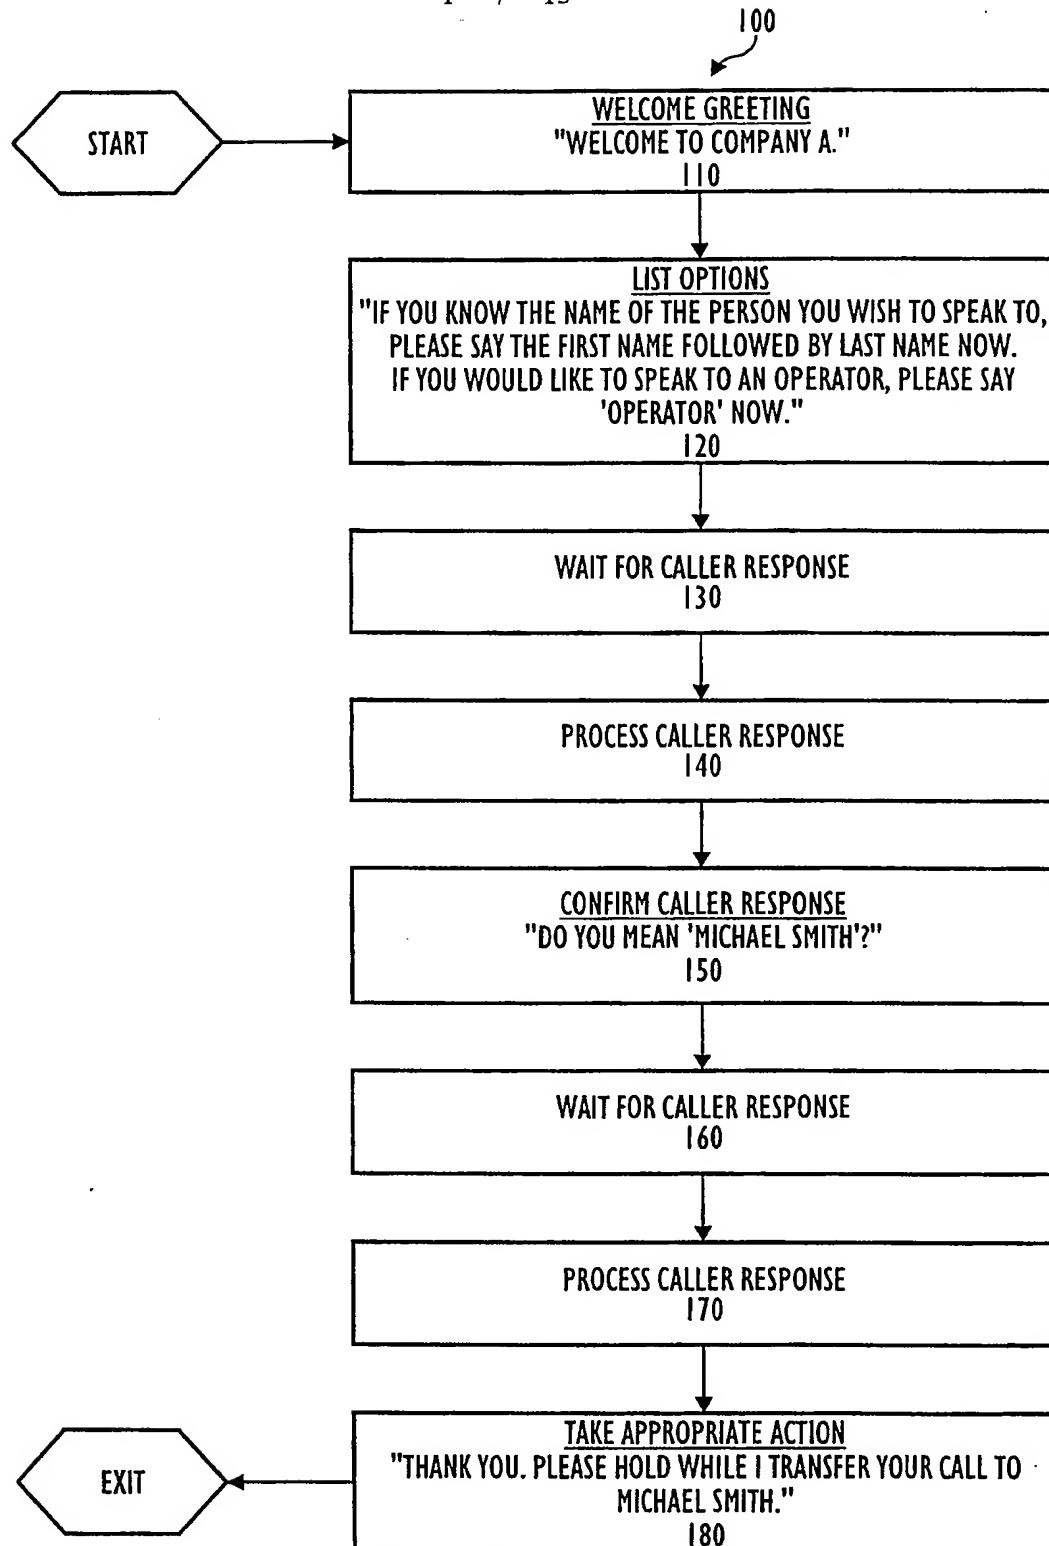 100
START
WELCOME GREETING
"WELCOME TO COMPANY A."
110
LIST OPTIONS
"IF YOU KNOW THE NAME OF THE PERSON YOU WISH TO SPEAK TO,
PLEASE SAY THE FIRST NAME FOLLOWED BY LAST NAME NOW.
IF YOU WOULD LIKE TO SPEAK TO AN OPERATOR, PLEASE SAY
'OPERATOR' NOW."
120
WAIT FOR CALLER RESPONSE
130
PROCESS CALLER RESPONSE
140
CONFIRM CALLER RESPONSE
"DO YOU MEAN 'MICHAEL SMITH'?"
150
WAIT FOR CALLER RESPONSE
160
PROCESS CALLER RESPONSE
170
TAKE APPROPRIATE ACTION
"THANK YOU. PLEASE HOLD WHILE I TRANSFER YOUR CALL TO
MICHAEL SMITH."
180
EXIT